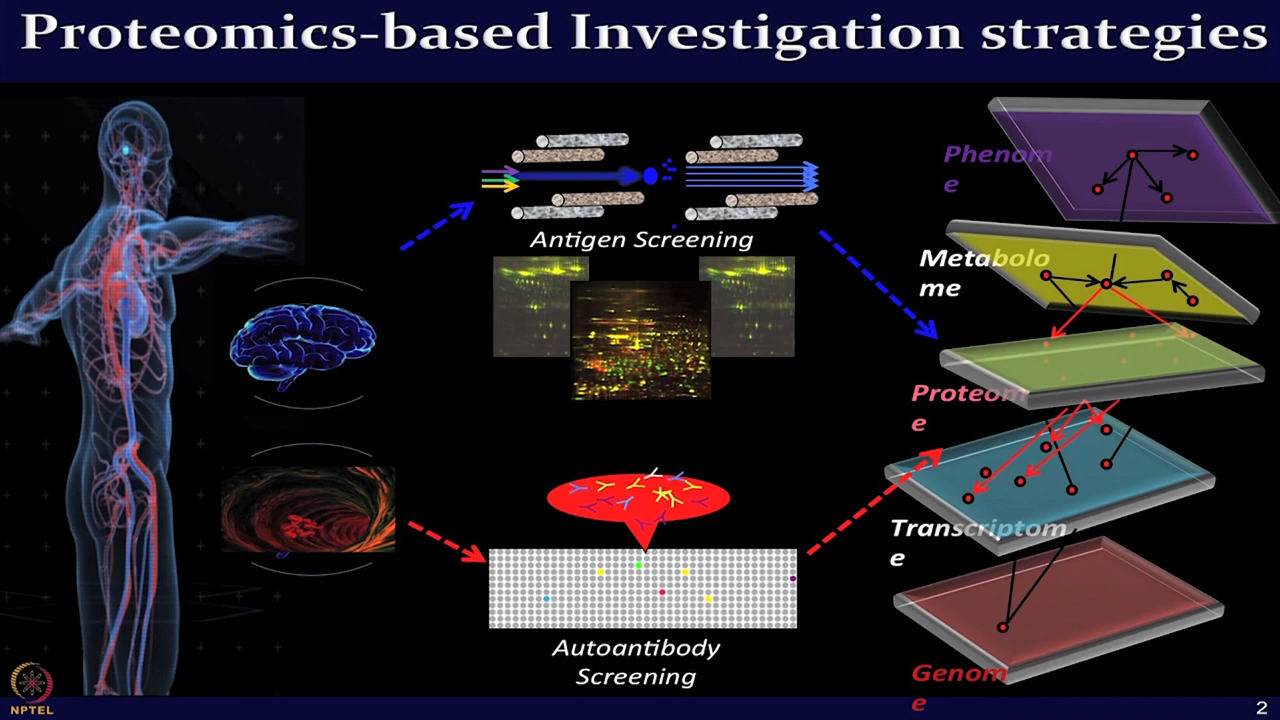 Proteomics-based Investigation strategies
Antigen Screening
Autoantibody
Screening
Phenom
e
Metabolo
me
Proteom
e
Transcriptom
e
Genom
e
NPTEL
2